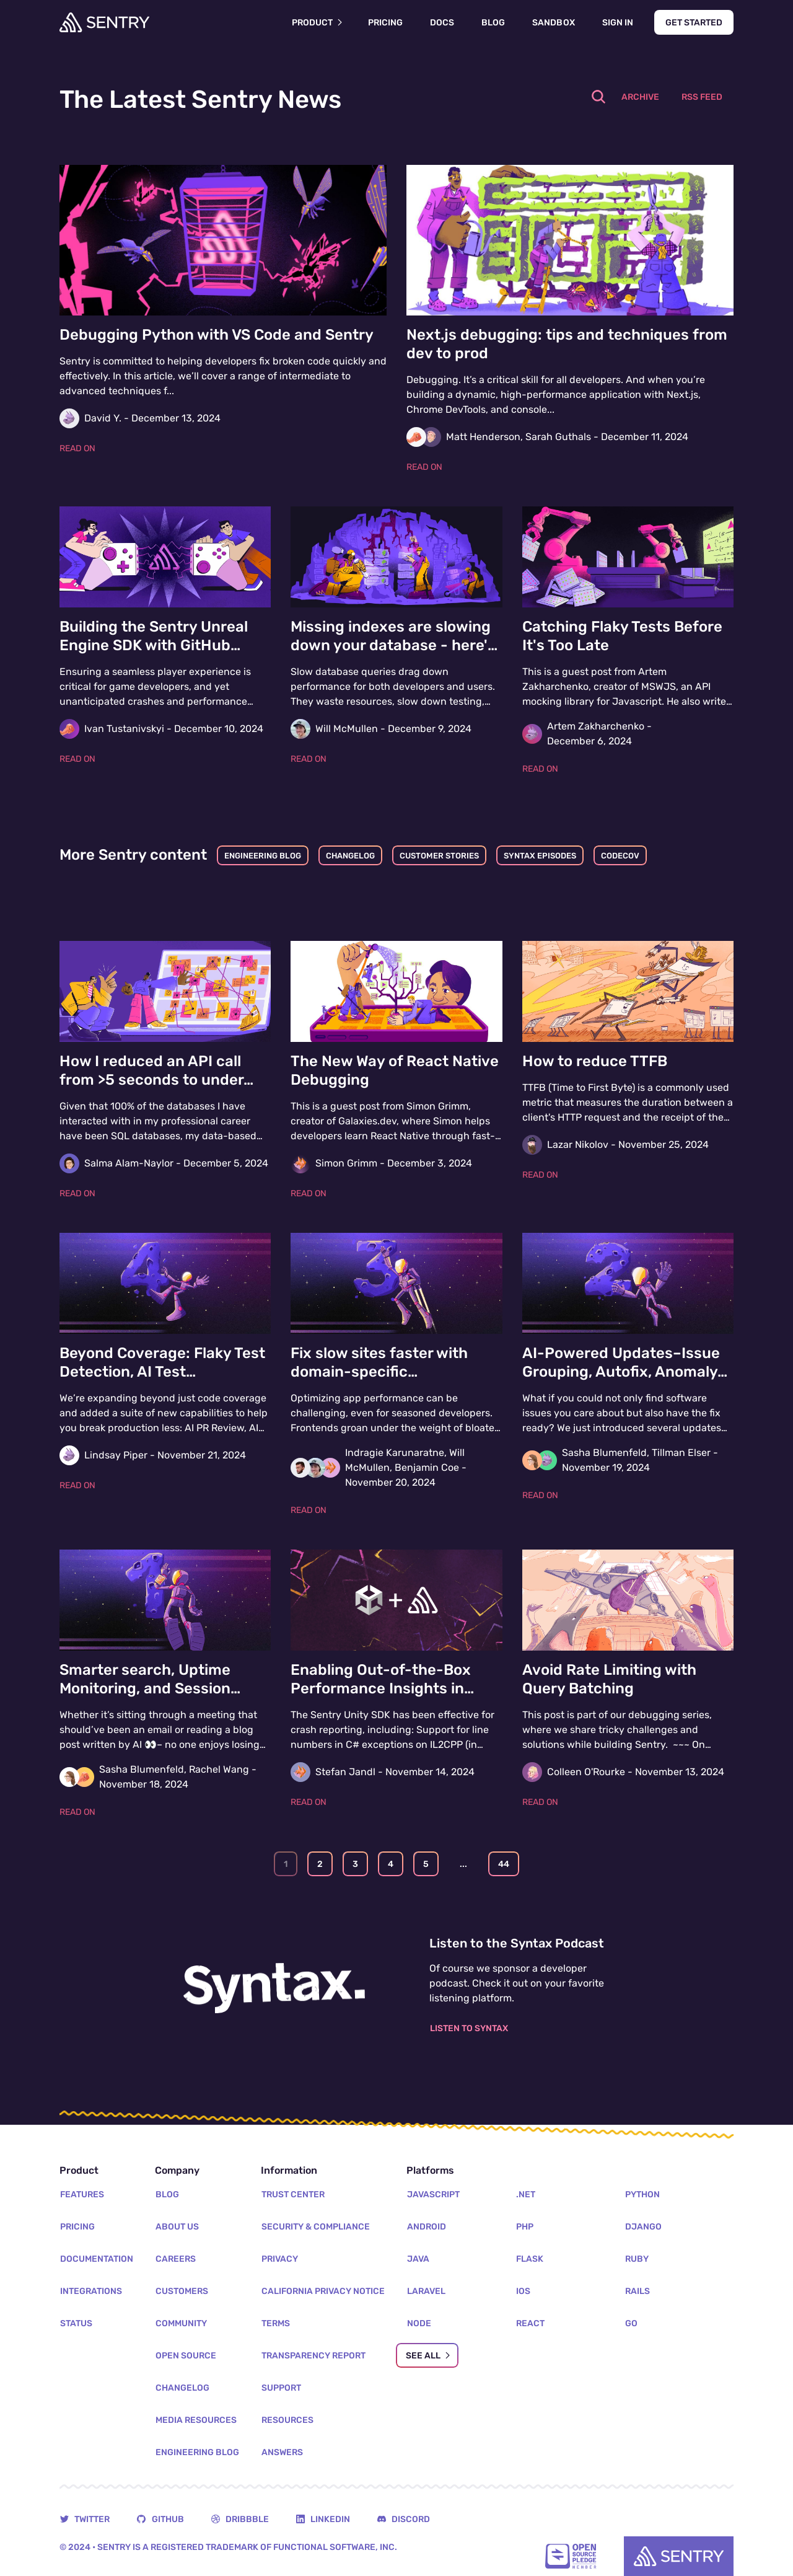 SENTRY
PRODUCT
PRICING
DOCS
BLOG
SANDBOX
SIGN IN
GET STARTED
The Latest Sentry News
ARCHIVE
RSS FEED
Debugging Python with VS Code and Sentry
Sentry is committed to helping developers fix broken code quickly and
effectively. In this article, we'll cover a range of intermediate to
advanced techniques f...
David Y. - December 13, 2024
READ ON
Next.js debugging: tips and techniques from
dev to prod
Debugging. It's a critical skill for all developers. And when you're
building a dynamic, high-performance application with Next.js,
Chrome DevTools, and console...
Matt Henderson, Sarah Guthals - December 11, 2024
READ ON
Building the Sentry Unreal
Engine SDK with GitHub...
Ensuring a seamless player experience is
critical for game developers, and yet
unanticipated crashes and performance...
Ivan Tustanivskyi - December 10, 2024
READ ON
Missing indexes are slowing
down your database - here'...
Slow database queries drag down
performance for both developers and users.
They waste resources, slow down testing,...
Will McMullen - December 9, 2024
READ ON
Catching Flaky Tests Before
It's Too Late
This is a guest post from Artem
Zakharchenko, creator of MSWJS, an API
mocking library for Javascript. He also write...
Artem Zakharchenko -
December 6, 2024
READ ON
More Sentry content
ENGINEERING BLOG
CHANGELOG
CUSTOMER STORIES
SYNTAX EPISODES
CODECOV
How I reduced an API call
from >5 seconds to under...
Given that 100% of the databases I have
interacted with in my professional career
have been SQL databases, my data-based...
Salma Alam-Naylor - December 5, 2024
READ ON
The New Way of React Native
Debugging
This is a guest post from Simon Grimm,
creator of Galaxies.dev, where Simon helps
developers learn React Native through fast-...
Simon Grimm - December 3, 2024
READ ON
How to reduce TTFB
TTFB (Time to First Byte) is a commonly used
metric that measures the duration between a
client's HTTP request and the receipt of the...
Lazar Nikolov - November 25, 2024
READ ON
4
Beyond Coverage: Flaky Test
Detection, AI Test...
We're expanding beyond just code coverage
and added a suite of new capabilities to help
you break production less: AI PR Review, AI...
Lindsay Piper - November 21, 2024
READ ON
3
Fix slow sites faster with
domain-specific...
Optimizing app performance can be
challenging, even for seasoned developers.
Frontends groan under the weight of bloate...
Indragie Karunaratne, Will
McMullen, Benjamin Coe -
November 20, 2024
READ ON
2
AI-Powered Updates–Issue
Grouping, Autofix, Anomaly...
What if you could not only find software
issues you care about but also have the fix
ready? We just introduced several updates...
Sasha Blumenfeld, Tillman Elser -
November 19, 2024
READ ON
1
Smarter search, Uptime
Monitoring, and Session...
Whether it's sitting through a meeting that
should've been an email or reading a blog
post written by AI 👀– no one enjoys losing...
Sasha Blumenfeld, Rachel Wang -
November 18, 2024
READ ON
+
Enabling Out-of-the-Box
Performance Insights in...
The Sentry Unity SDK has been effective for
crash reporting, including: Support for line
numbers in C# exceptions on IL2CPP (in...
Stefan Jandl - November 14, 2024
READ ON
Avoid Rate Limiting with
Query Batching
This post is part of our debugging series,
where we share tricky challenges and
solutions while building Sentry. ~~~ On...
Colleen O'Rourke - November 13, 2024
READ ON
1 2 3 4 5 ... 44
Syntax.
Listen to the Syntax Podcast
Of course we sponsor a developer
podcast. Check it out on your favorite
listening platform.
LISTEN TO SYNTAX
Product
FEATURES
PRICING
DOCUMENTATION
INTEGRATIONS
STATUS
Company
BLOG
ABOUT US
CAREERS
CUSTOMERS
COMMUNITY
OPEN SOURCE
CHANGELOG
MEDIA RESOURCES
ENGINEERING BLOG
Information
TRUST CENTER
SECURITY & COMPLIANCE
PRIVACY
CALIFORNIA PRIVACY NOTICE
TERMS
TRANSPARENCY REPORT
SUPPORT
RESOURCES
ANSWERS
Platforms
JAVASCRIPT
ANDROID
JAVA
LARAVEL
NODE
SEE ALL
.NET
PHP
FLASK
IOS
REACT
PYTHON
DJANGO
RUBY
RAILS
GO
TWITTER
GITHUB
DRIBBBLE
LINKEDIN
DISCORD
© 2024 • SENTRY IS A REGISTERED TRADEMARK OF FUNCTIONAL SOFTWARE, INC.
OPEN
SOURCE
PLEDGE
MEMBER
SENTRY